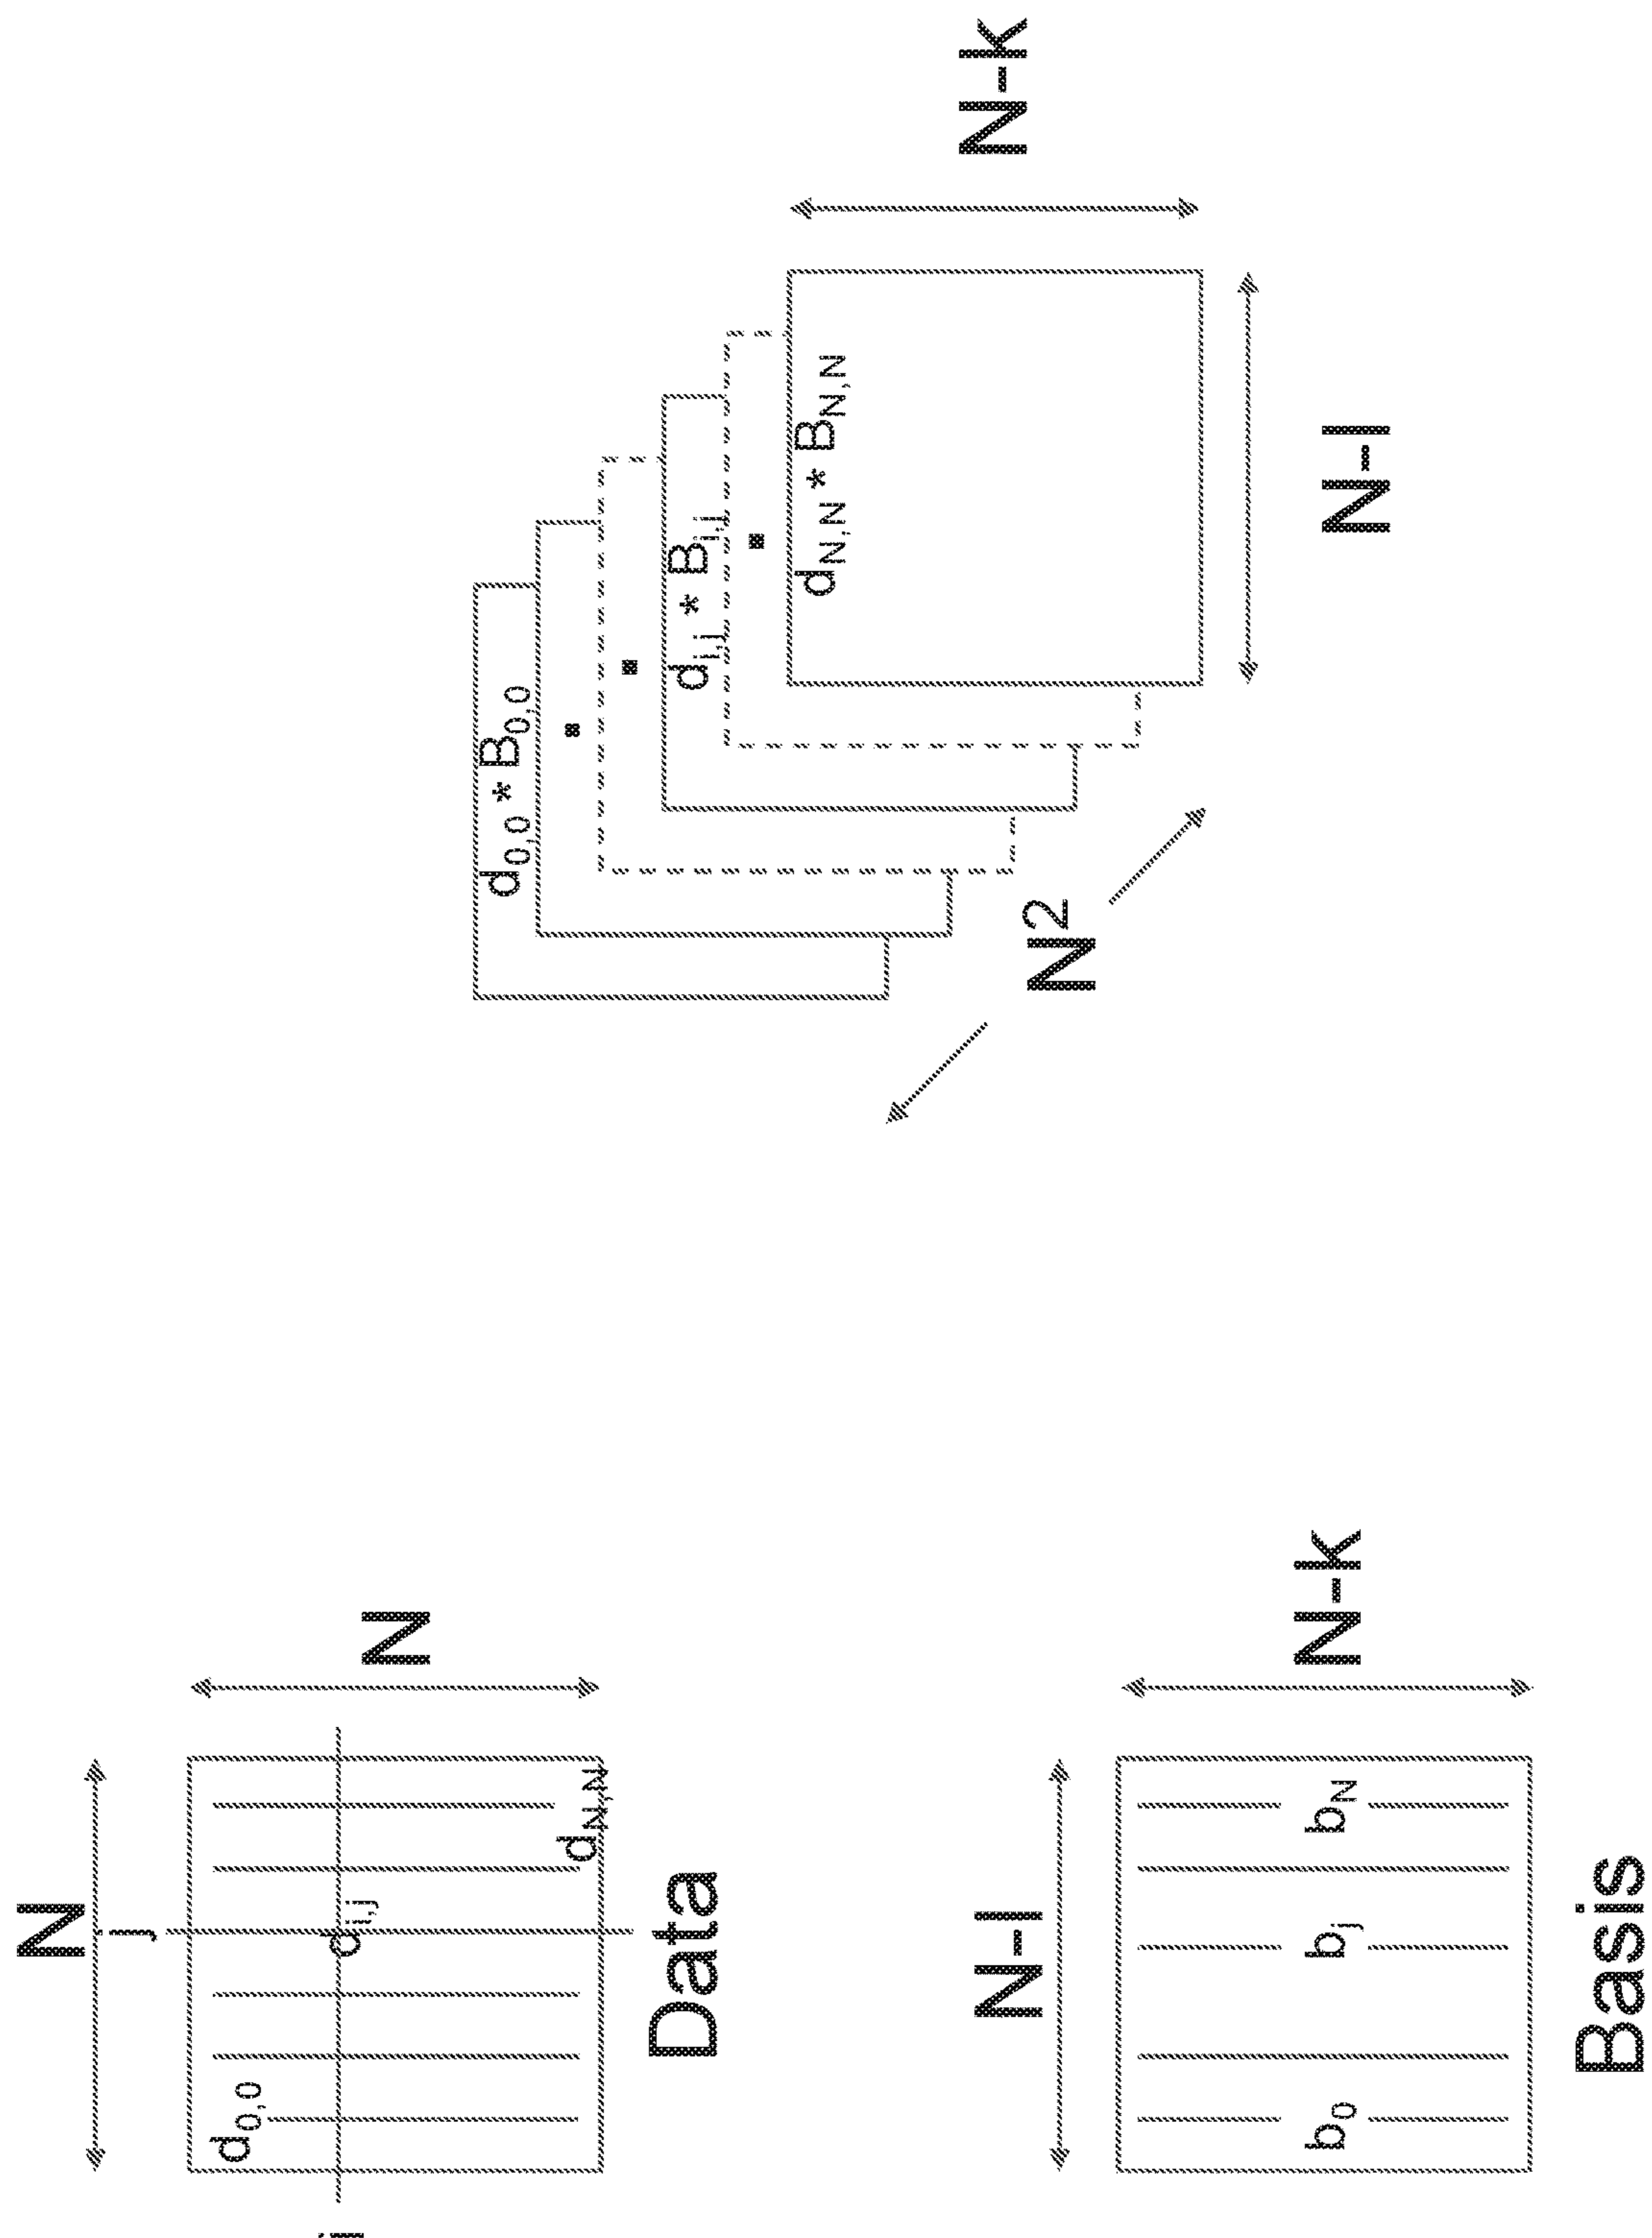 N
j
d0,0
i
di,j
N
dN,N
Data
N-l
b0
bj
bN
N-k
Basis
d0,0 * B0,0
di,j * Bi,j
dN,N * BN,N
N-k
N2
N-l